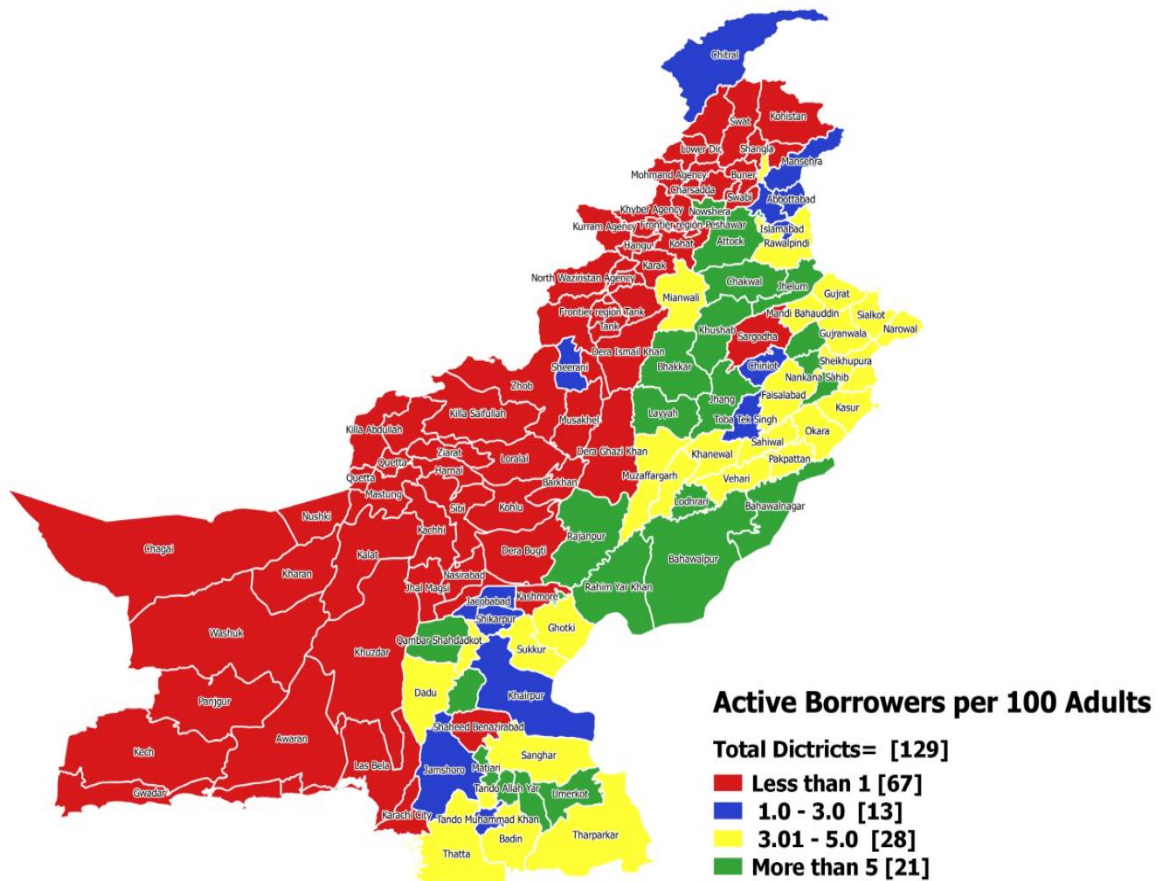 Chitral
Swat
Kohistan
Lower Dir.
Shangla
Mansehra
Mohmand Agency
Buner
Charsadda
Swabi
Abbottabad
Khyber Agency
Nowshera
Kurram Agency
Frontier region Peshawar
Islamabad
Hangu
Kohat
Attock
Rawalpindi
Karak
North Waziristan Agency
Chakwal
Jhelum
Mianwali
Gujrat
Frontier region Tank
Mandi Bahauddin
Sialkot
Tank
Khushab
Sargodha
Gujranwala
Narowal
Dera Ismail Khan
Sheerani
Bhakkar
Chiniot
Sheikhupura
Nankana Sahib
Zhob
Jhang
Faisalabad
Kasur
Killa Saifullah
Musakhel
Layyah
Toba Tek Singh
Okara
Killa Abdullah
Sahiwal
Ziarat
Loralai
Dera Ghazi Khan
Khanewal
Pakpattan
Quetta
Harnai
Muzaffargarh
Vehari
Quetta
Barkhan
Mastung
Sibi
Kohlu
Lodhran
Bahawalnagar
Nushki
Kachhi
Rajanpur
Chagai
Kalat
Dera Bugti
Bahawalpur
Kharan
Nasirabad
Jhal Magsi
Rahim Yar Khan
Jacobabad
Kashmore
Shikarpur
Washuk
Khuzdar
Qambar Shahdadkot
Ghotki
Sukkur
Dadu
Khairpur
Panjgur
Awaran
Shaheed Benazirabad
Kech
Las Bela
Jamshoro
Sanghar
Matiari
Gwadar
Tando Allah Yar
Umerkot
Karachi City
Tando Muhammad Khan
Badin
Tharparkar
Thatta
Active Borrowers per 100 Adults
Total Dictricts= [129]
Less than 1 [67]
1.0 - 3.0 [13]
3.01 - 5.0 [28]
More than 5 [21]